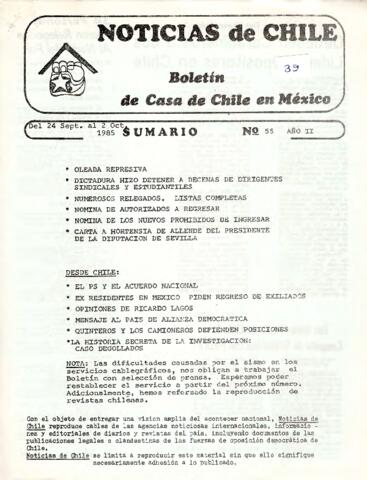 NOTICIAS de CHILE
39
Boletín
de Casa de Chile en México
Del 24 Sept. al 2 Oct.
1985 SUMARIO Nº 55 AÑO II
* OLEADA REPRESIVA
* DICTADURA HIZO DETENER A DECENAS DE DIRIGENTES
SINDICALES Y ESTUDIANTILES
* NUMEROSOS RELEGADOS. LISTAS COMPLETAS
* NOMINA DE AUTORIZADOS A REGRESAR
* NOMINA DE LOS NUEVOS PROHIBIDOS DE INGRESAR
* CARTA A HORTENSIA DE ALLENDE DEL PRESIDENTE
DE LA DIPUTACION DE SEVILLA
DESDE CHILE:
* EL PS Y EL ACUERDO NACIONAL
* EX RESIDENTES EN MEXICO PIDEN REGRESO DE EXILIADOS
* OPINIONES DE RICARDO LAGOS
* MENSAJE AL PAIS DE ALIANZA DEMOCRATICA
* QUINTEROS Y LOS CAMIONEROS DEFIENDEN POSICIONES
*LA HISTORIA SECRETA DE LA INVESTIGACION:
CASO DEGOLLADOS
NOTA: Las dificultades causadas por el sismo en los
servicios cablegráficos, nos obligan a trabajar el
Boletín con selección de prensa. Esperamos poder
restablecer el servicio a partir del próximo número.
Adicionalmente, hemos reforzado la reproducción de
revistas chilenas.
Con el objeto de entregar una visión amplia del acontecer nacional, Noticias de
Chile reproduce cables de las agencias noticiosas internacionales, informacio-
nes y editoriales de diarios y revistas del país, incluyendo documentos de las
publicaciones legales o clandestinas de las fuerzas de oposición democrática de
Chile.
Noticias de Chile se limita a reproducir este material sin que ello signifique
necesariamente adhesión a lo publicado.